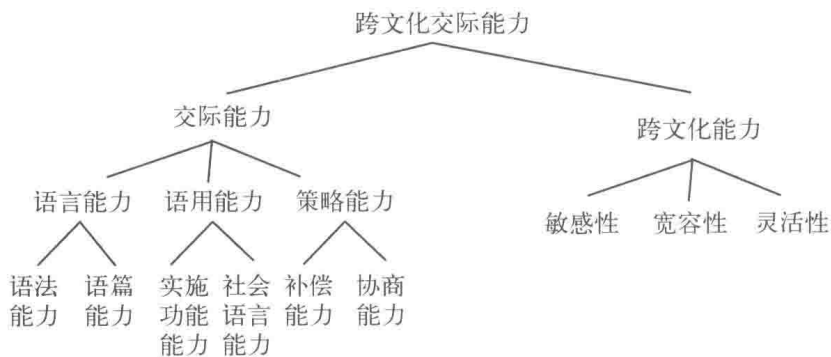 跨文化交际能力
交际能力
跨文化能力
语言能力 语用能力 策略能力
敏感性 宽容性 灵活性
语法能力
语篇能力
实施功能能力
社会语言能力
补偿能力
协商能力